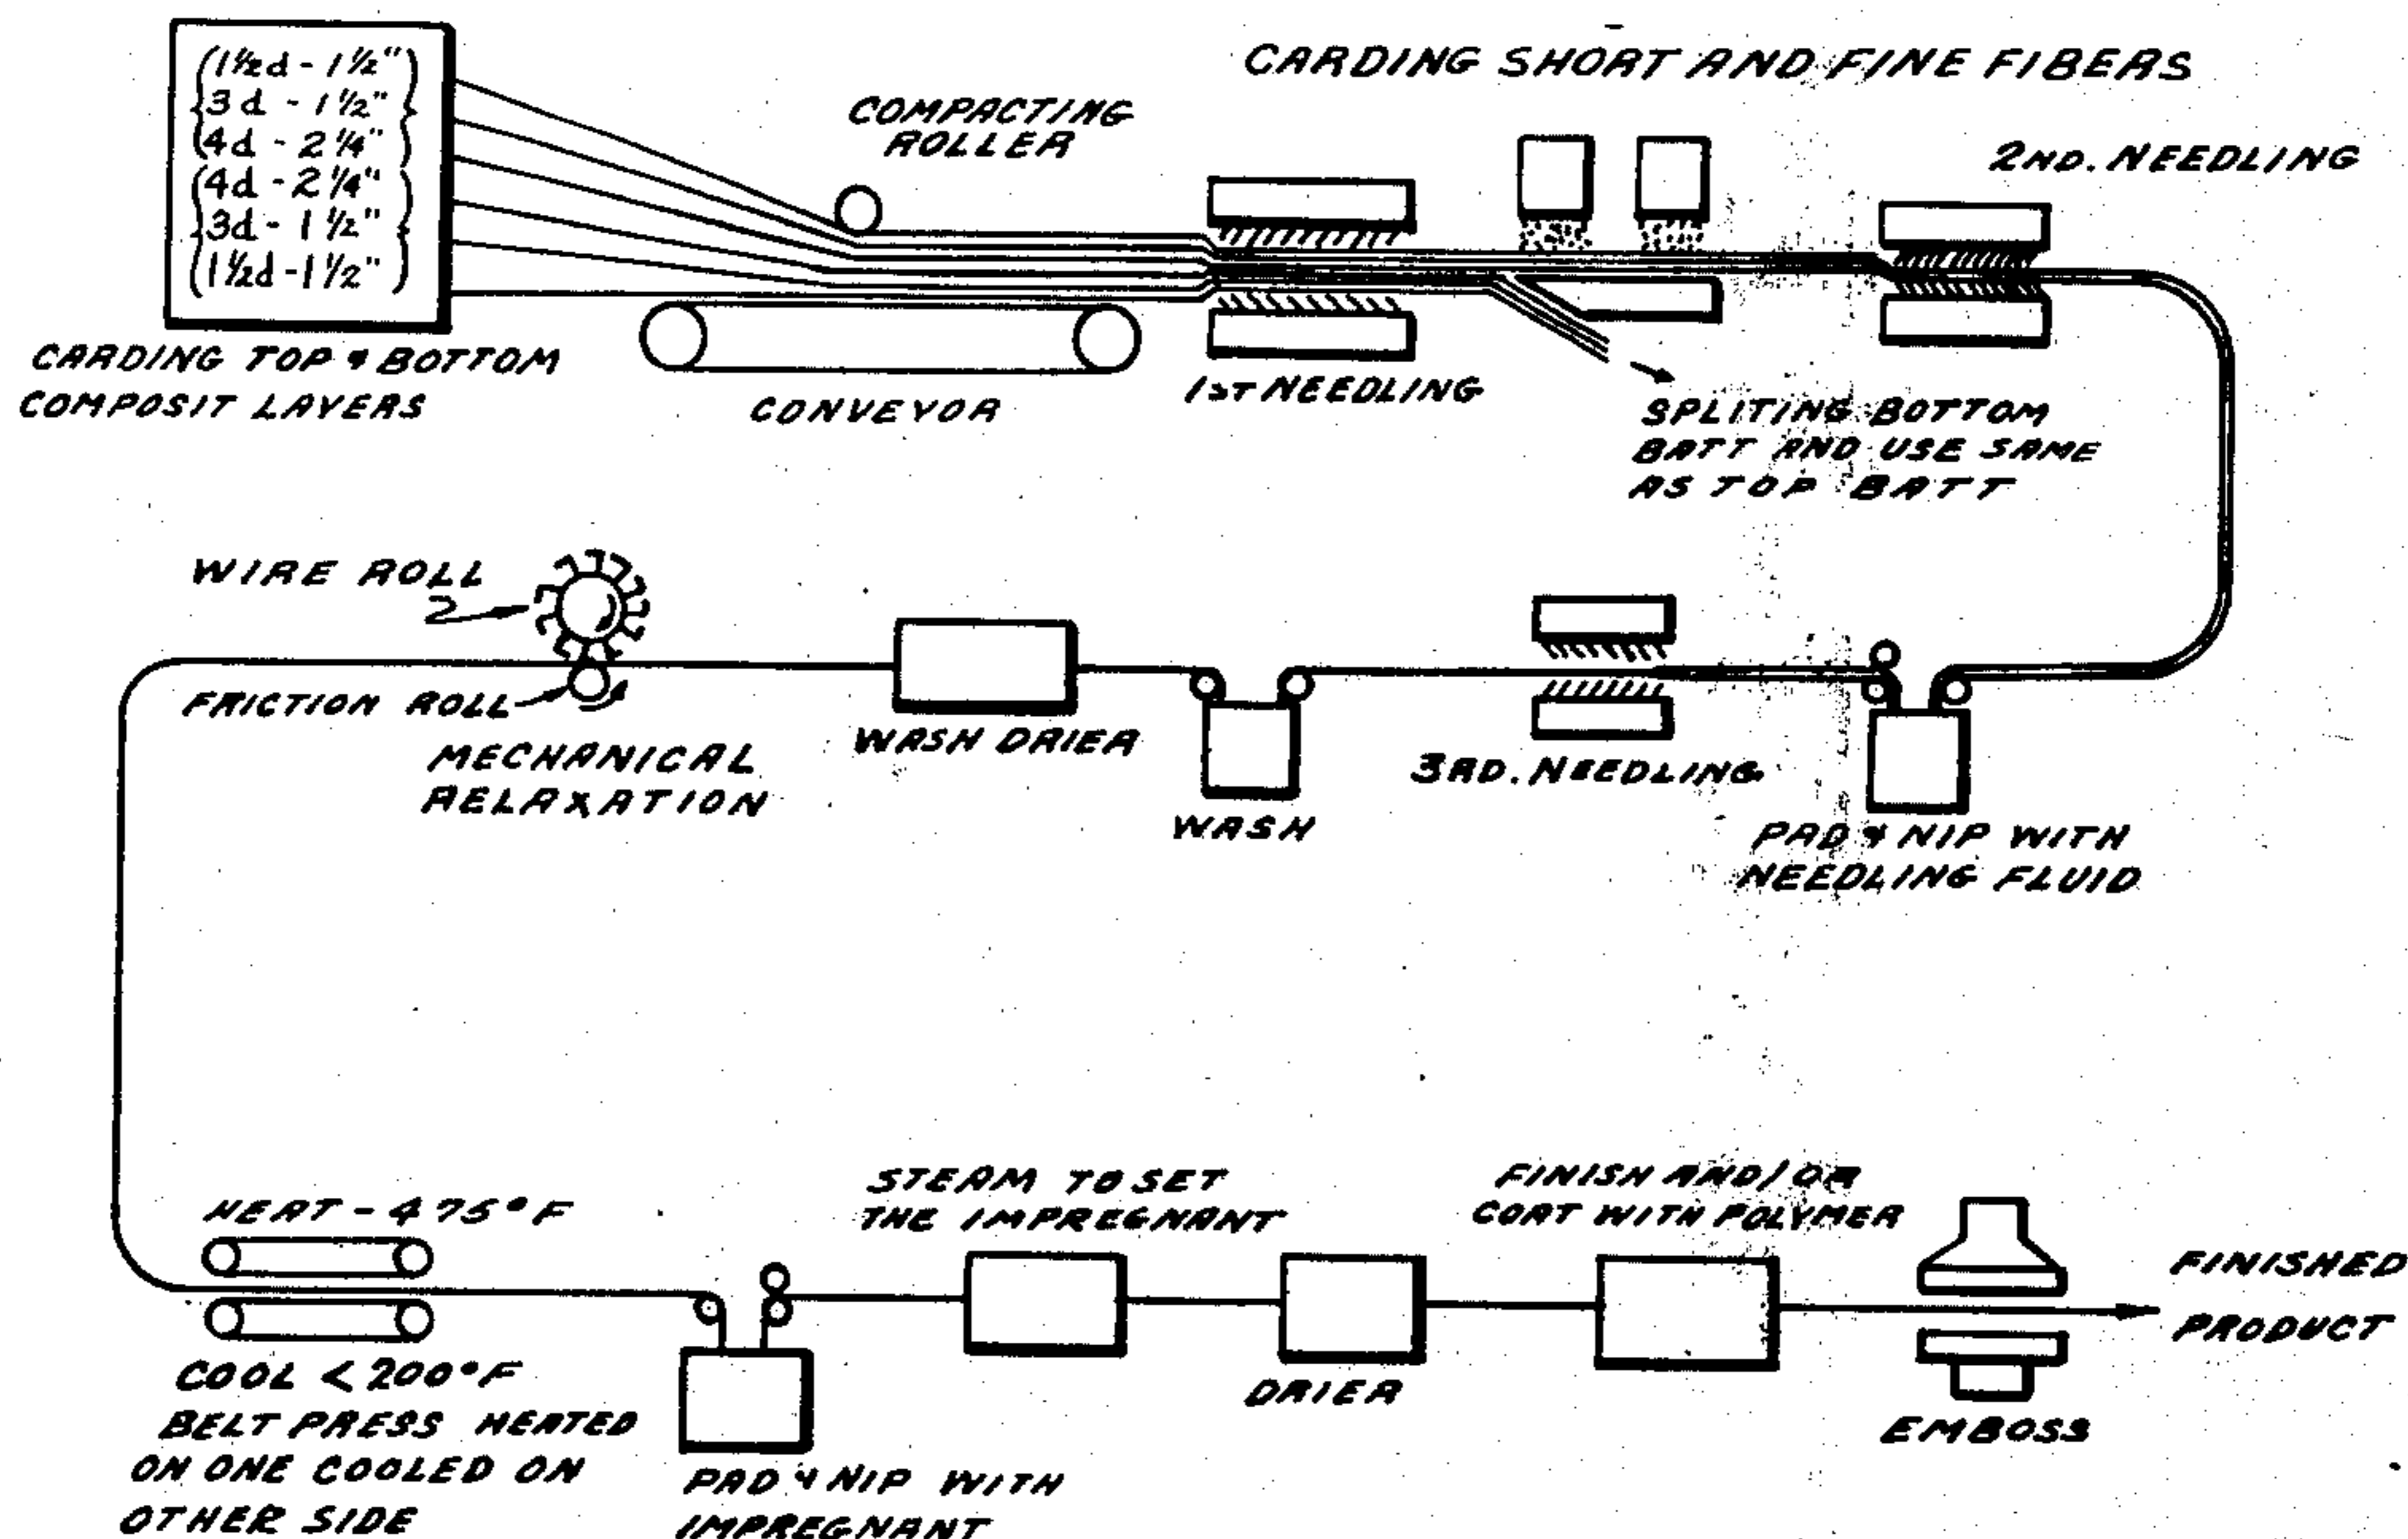 (1½d - 1½")
3d - 1½"
4d - 2¼"
(4d - 2¼"
3d - 1½"
(1½d - 1½")
CARDING TOP & BOTTOM
COMPOSIT LAYERS
COMPACTING
ROLLER
CONVEYOR
CARDING SHORT AND FINE FIBERS
1ST NEEDLING
2ND. NEEDLING
SPLITING BOTTOM
BATT AND USE SAME
AS TOP BATT
WIRE ROLL
FRICTION ROLL
MECHANICAL
RELAXATION
WASH DRIER
WASH
3RD. NEEDLING
PAD & NIP WITH
NEEDLING FLUID
HEAT - 475°F
COOL < 200°F
BELT PRESS HEATED
ON ONE COOLED ON
OTHER SIDE
PAD & NIP WITH
IMPREGNANT
STEAM TO SET
THE IMPREGNANT
DRIER
FINISH AND/OR
COAT WITH POLYMER
EMBOSS
FINISHED
PRODUCT